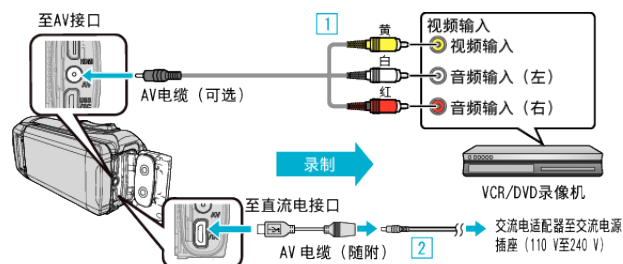 至AV接口
HDMI
AV
AV电缆（可选）
1
黄
白
红
视频输入
视频输入
音频输入（左）
音频输入（右）
录制
VCR/DVD录像机
至直流电接口
AV
AV 电缆（随附）
2
交流电适配器至交流电源
插座（110 V至240 V）